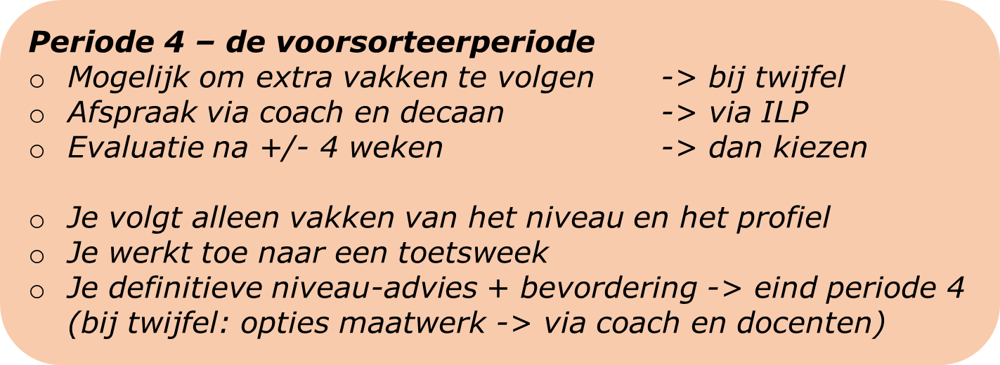 Periode 4 – de voorsorteerperiode
o Mogelijk om extra vakken te volgen -> bij twijfel
o Afspraak via coach en decaan -> via ILP
o Evaluatie na +/- 4 weken -> dan kiezen
o Je volgt alleen vakken van het niveau en het profiel
o Je werkt toe naar een toetsweek
o Je definitieve niveau-advies + bevordering -> eind periode 4
(bij twijfel: opties maatwerk -> via coach en docenten)